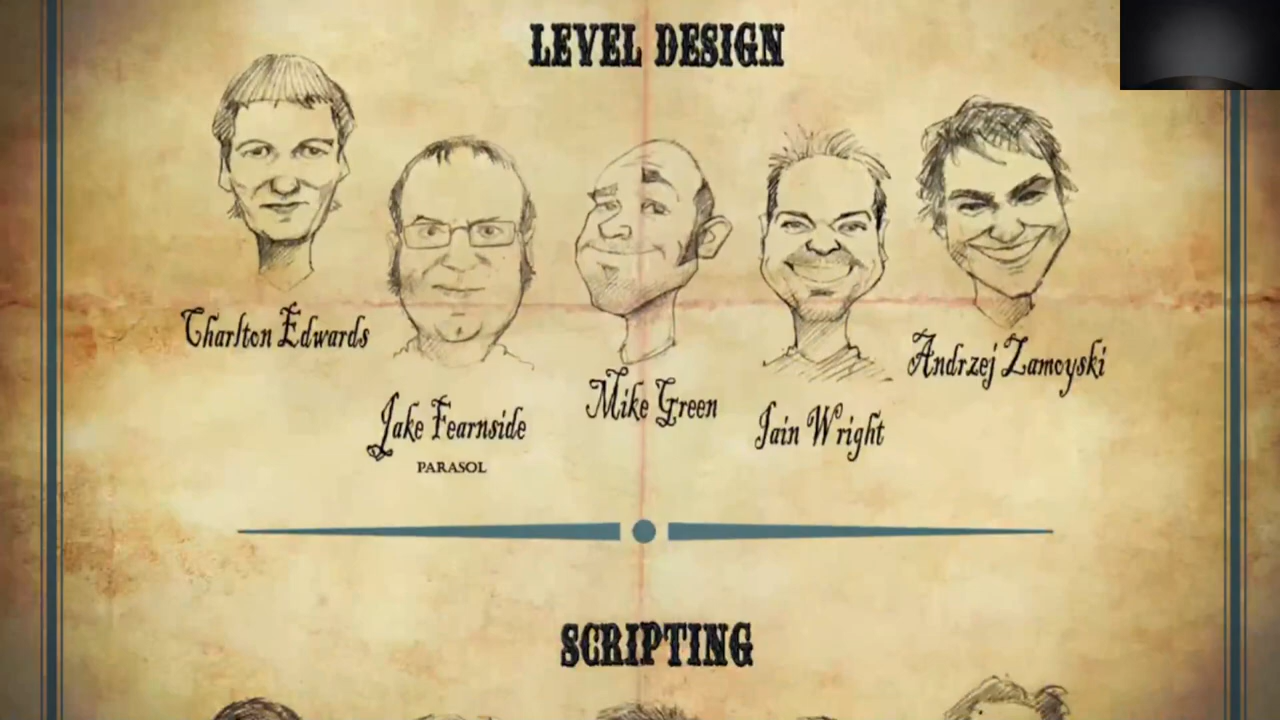 LEVEL DESIGN
Charlton Edwards
Jake Fearnside
PARASOL
Mike Green
Iain Wright
Andrzej Zamoyski
SCRIPTING